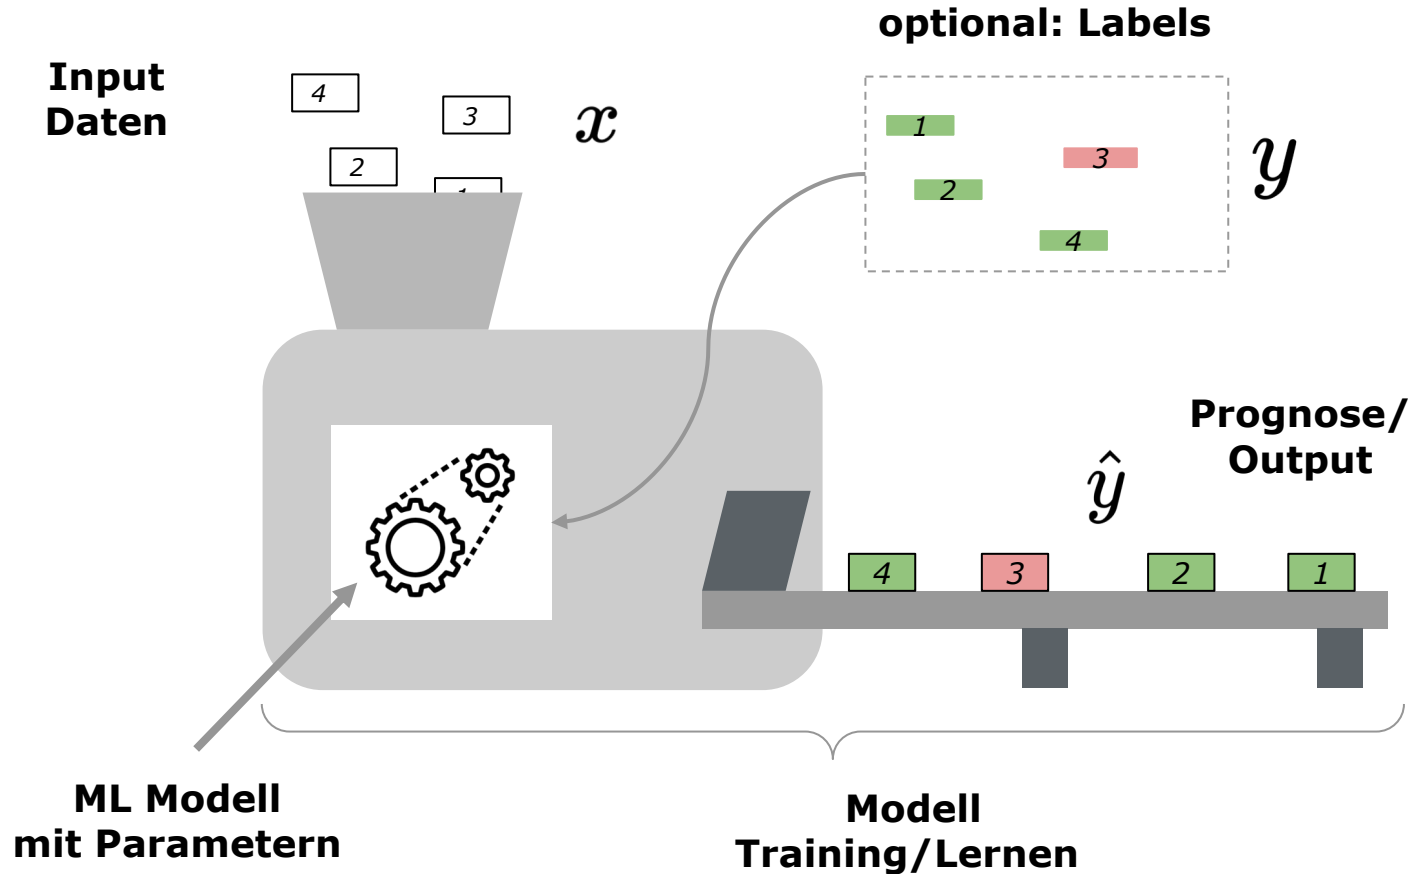 optional: Labels
Input
Daten
4
3
x
2
1
1
3
2
4
y
Prognose/
Output
ŷ
4
3
2
1
ML Modell
mit Parametern
Modell
Training/Lernen